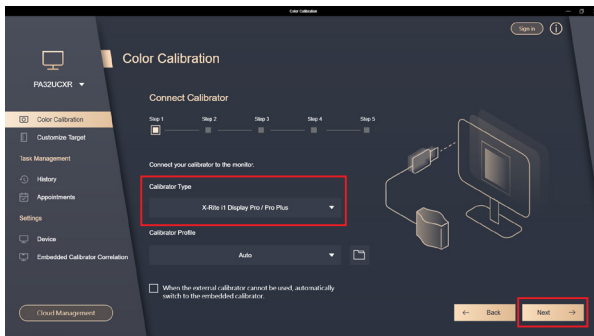 Color Calibration
Sign in
Color Calibration
PA32UCXR
Connect Calibrator
Step 1 Step 2 Step 3 Step 4 Step 5
Color Calibration
Customize Target
Task Management
History
Appointments
Settings
Device
Embedded Calibrator Correlation
Cloud Management
Connect your calibrator to the monitor.
Calibrator Type
X-Rite i1 Display Pro / Pro Plus
Calibrator Profile
Auto
When the external calibrator cannot be used, automatically
switch to the embedded calibrator.
Back
Next